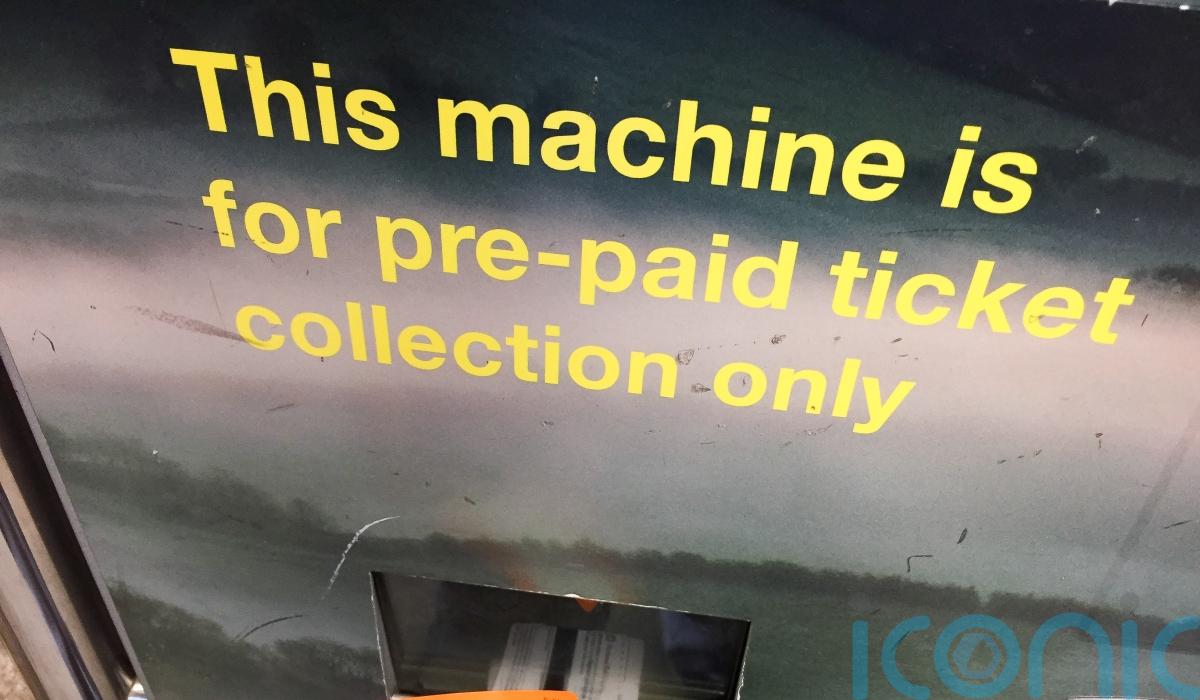 This machine is
for pre-paid ticket
collection only
ICONIC